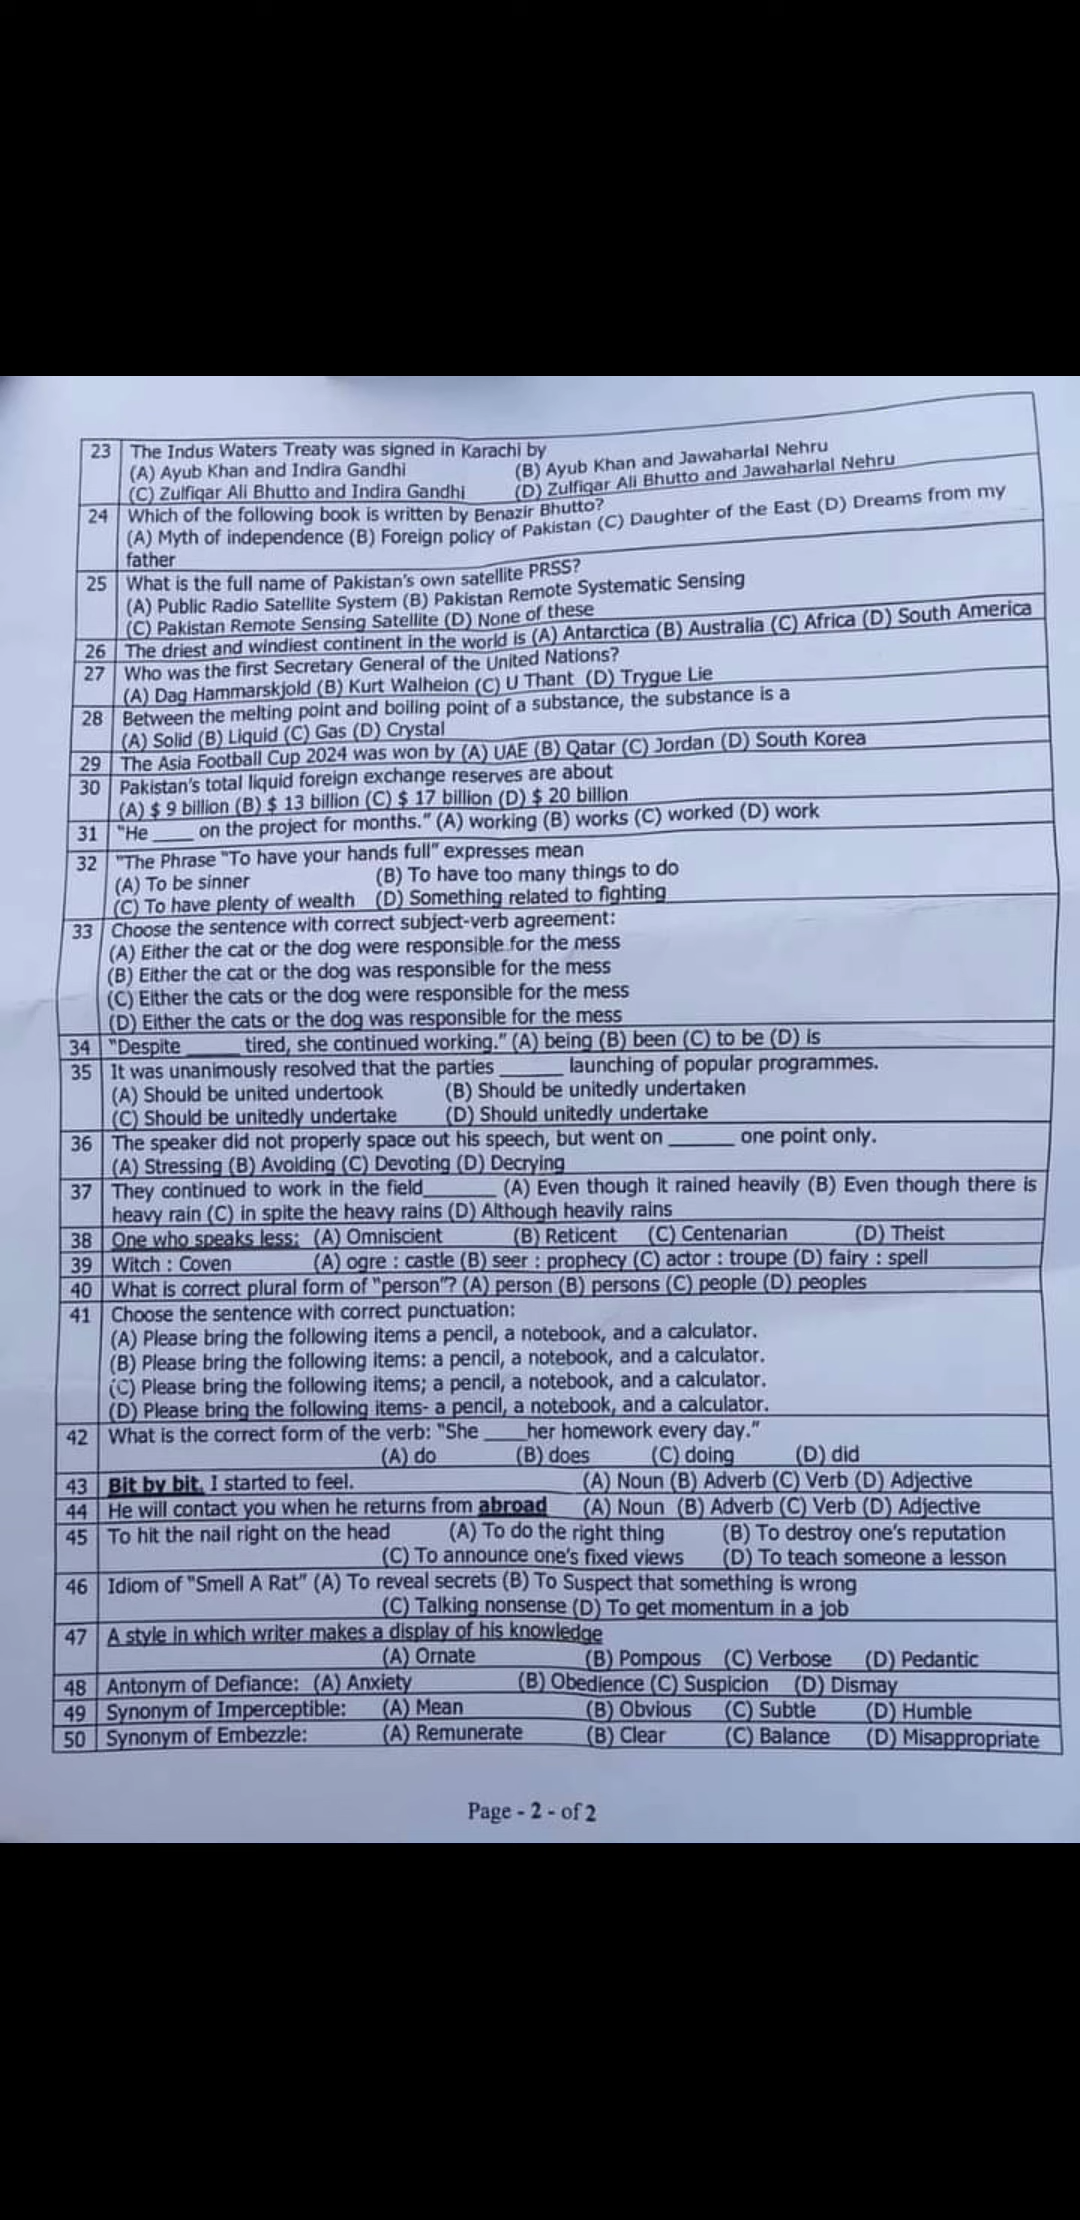 23 The Indus Waters Treaty was signed in Karachi by
(A) Ayub Khan and Indira Gandhi (B) Ayub Khan and Jawaharlal Nehru
(C) Zulfiqar Ali Bhutto and Indira Gandhi (D) Zulfiqar Ali Bhutto and Jawaharlal Nehru
24 Which of the following book is written by Benazir Bhutto?
(A) Myth of independence (B) Foreign policy of Pakistan (C) Daughter of the East (D) Dreams from my
father
25 What is the full name of Pakistan's own satellite PRSS?
(A) Public Radio Satellite System (B) Pakistan Remote Systematic Sensing
(C) Pakistan Remote Sensing Satellite (D) None of these
26 The driest and windiest continent in the world is (A) Antarctica (B) Australia (C) Africa (D) South America
27 Who was the first Secretary General of the United Nations?
(A) Dag Hammarskjold (B) Kurt Walheion (C) U Thant (D) Trygue Lie
28 Between the melting point and boiling point of a substance, the substance is a
(A) Solid (B) Liquid (C) Gas (D) Crystal
29 The Asia Football Cup 2024 was won by (A) UAE (B) Qatar (C) Jordan (D) South Korea
30 Pakistan's total liquid foreign exchange reserves are about
(A) $ 9 billion (B) $ 13 billion (C) $ 17 billion (D) $ 20 billion
31 "He ____ on the project for months." (A) working (B) works (C) worked (D) work
32 "The Phrase "To have your hands full" expresses mean
(A) To be sinner (B) To have too many things to do
(C) To have plenty of wealth (D) Something related to fighting
33 Choose the sentence with correct subject-verb agreement:
(A) Either the cat or the dog were responsible for the mess
(B) Either the cat or the dog was responsible for the mess
(C) Either the cats or the dog were responsible for the mess
(D) Either the cats or the dog was responsible for the mess
34 "Despite _____ tired, she continued working." (A) being (B) been (C) to be (D) is
35 It was unanimously resolved that the parties ______ launching of popular programmes.
(A) Should be united undertook (B) Should be unitedly undertaken
(C) Should be unitedly undertake (D) Should unitedly undertake
36 The speaker did not properly space out his speech, but went on ______ one point only.
(A) Stressing (B) Avoiding (C) Devoting (D) Decrying
37 They continued to work in the field______ (A) Even though it rained heavily (B) Even though there is
heavy rain (C) in spite the heavy rains (D) Although heavily rains
38 One who speaks less: (A) Omniscient (B) Reticent (C) Centenarian (D) Theist
39 Witch : Coven (A) ogre : castle (B) seer : prophecy (C) actor : troupe (D) fairy : spell
40 What is correct plural form of "person"? (A) person (B) persons (C) people (D) peoples
41 Choose the sentence with correct punctuation:
(A) Please bring the following items a pencil, a notebook, and a calculator.
(B) Please bring the following items: a pencil, a notebook, and a calculator.
(C) Please bring the following items; a pencil, a notebook, and a calculator.
(D) Please bring the following items- a pencil, a notebook, and a calculator.
42 What is the correct form of the verb: "She ____her homework every day."
(A) do (B) does (C) doing (D) did
43 Bit by bit, I started to feel. (A) Noun (B) Adverb (C) Verb (D) Adjective
44 He will contact you when he returns from abroad (A) Noun (B) Adverb (C) Verb (D) Adjective
45 To hit the nail right on the head (A) To do the right thing (B) To destroy one's reputation
(C) To announce one's fixed views (D) To teach someone a lesson
46 Idiom of "Smell A Rat" (A) To reveal secrets (B) To Suspect that something is wrong
(C) Talking nonsense (D) To get momentum in a job
47 A style in which writer makes a display of his knowledge
(A) Ornate (B) Pompous (C) Verbose (D) Pedantic
48 Antonym of Defiance: (A) Anxiety (B) Obedience (C) Suspicion (D) Dismay
49 Synonym of Imperceptible: (A) Mean (B) Obvious (C) Subtle (D) Humble
50 Synonym of Embezzle: (A) Remunerate (B) Clear (C) Balance (D) Misappropriate
Page - 2 - of 2